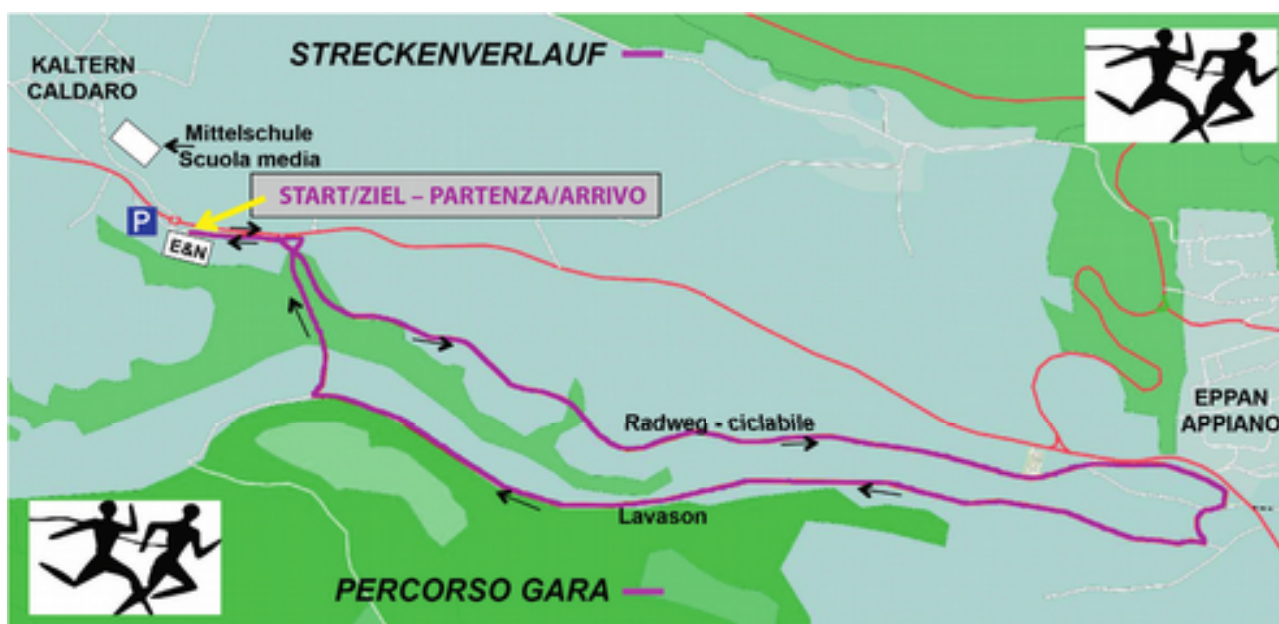 STRECKENVERLAUF
KALTERN
CALDARO
Mittelschule
Scuola media
START/ZIEL – PARTENZA/ARRIVO
P
E&N
Radweg - ciclabile
EPPAN
APPIANO
Lavason
PERCORSO GARA